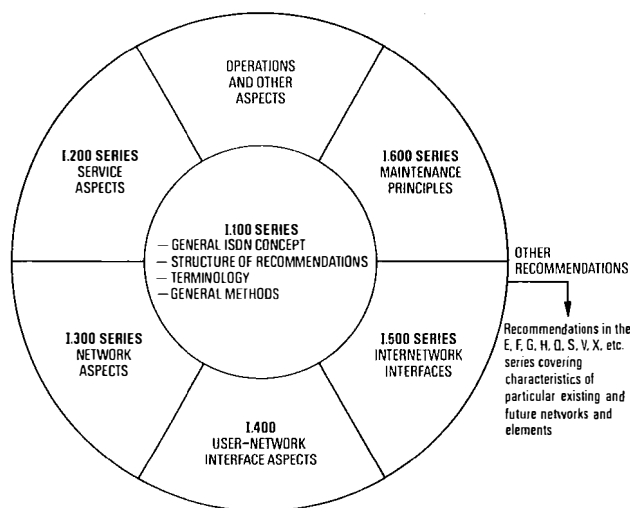 OPERATIONS
AND OTHER
ASPECTS
I.200 SERIES
SERVICE
ASPECTS
I.600 SERIES
MAINTENANCE
PRINCIPLES
I.100 SERIES
— GENERAL ISDN CONCEPT
— STRUCTURE OF RECOMMENDATIONS
— TERMINOLOGY
— GENERAL METHODS
OTHER
RECOMMENDATIONS
I.300 SERIES
NETWORK
ASPECTS
I.500 SERIES
INTERNETWORK
INTERFACES
Recommendations in the
E, F, G, H, Q, S, V, X, etc.
series covering
characteristics of
particular existing and
future networks and
elements
I.400
USER-NETWORK
INTERFACE ASPECTS